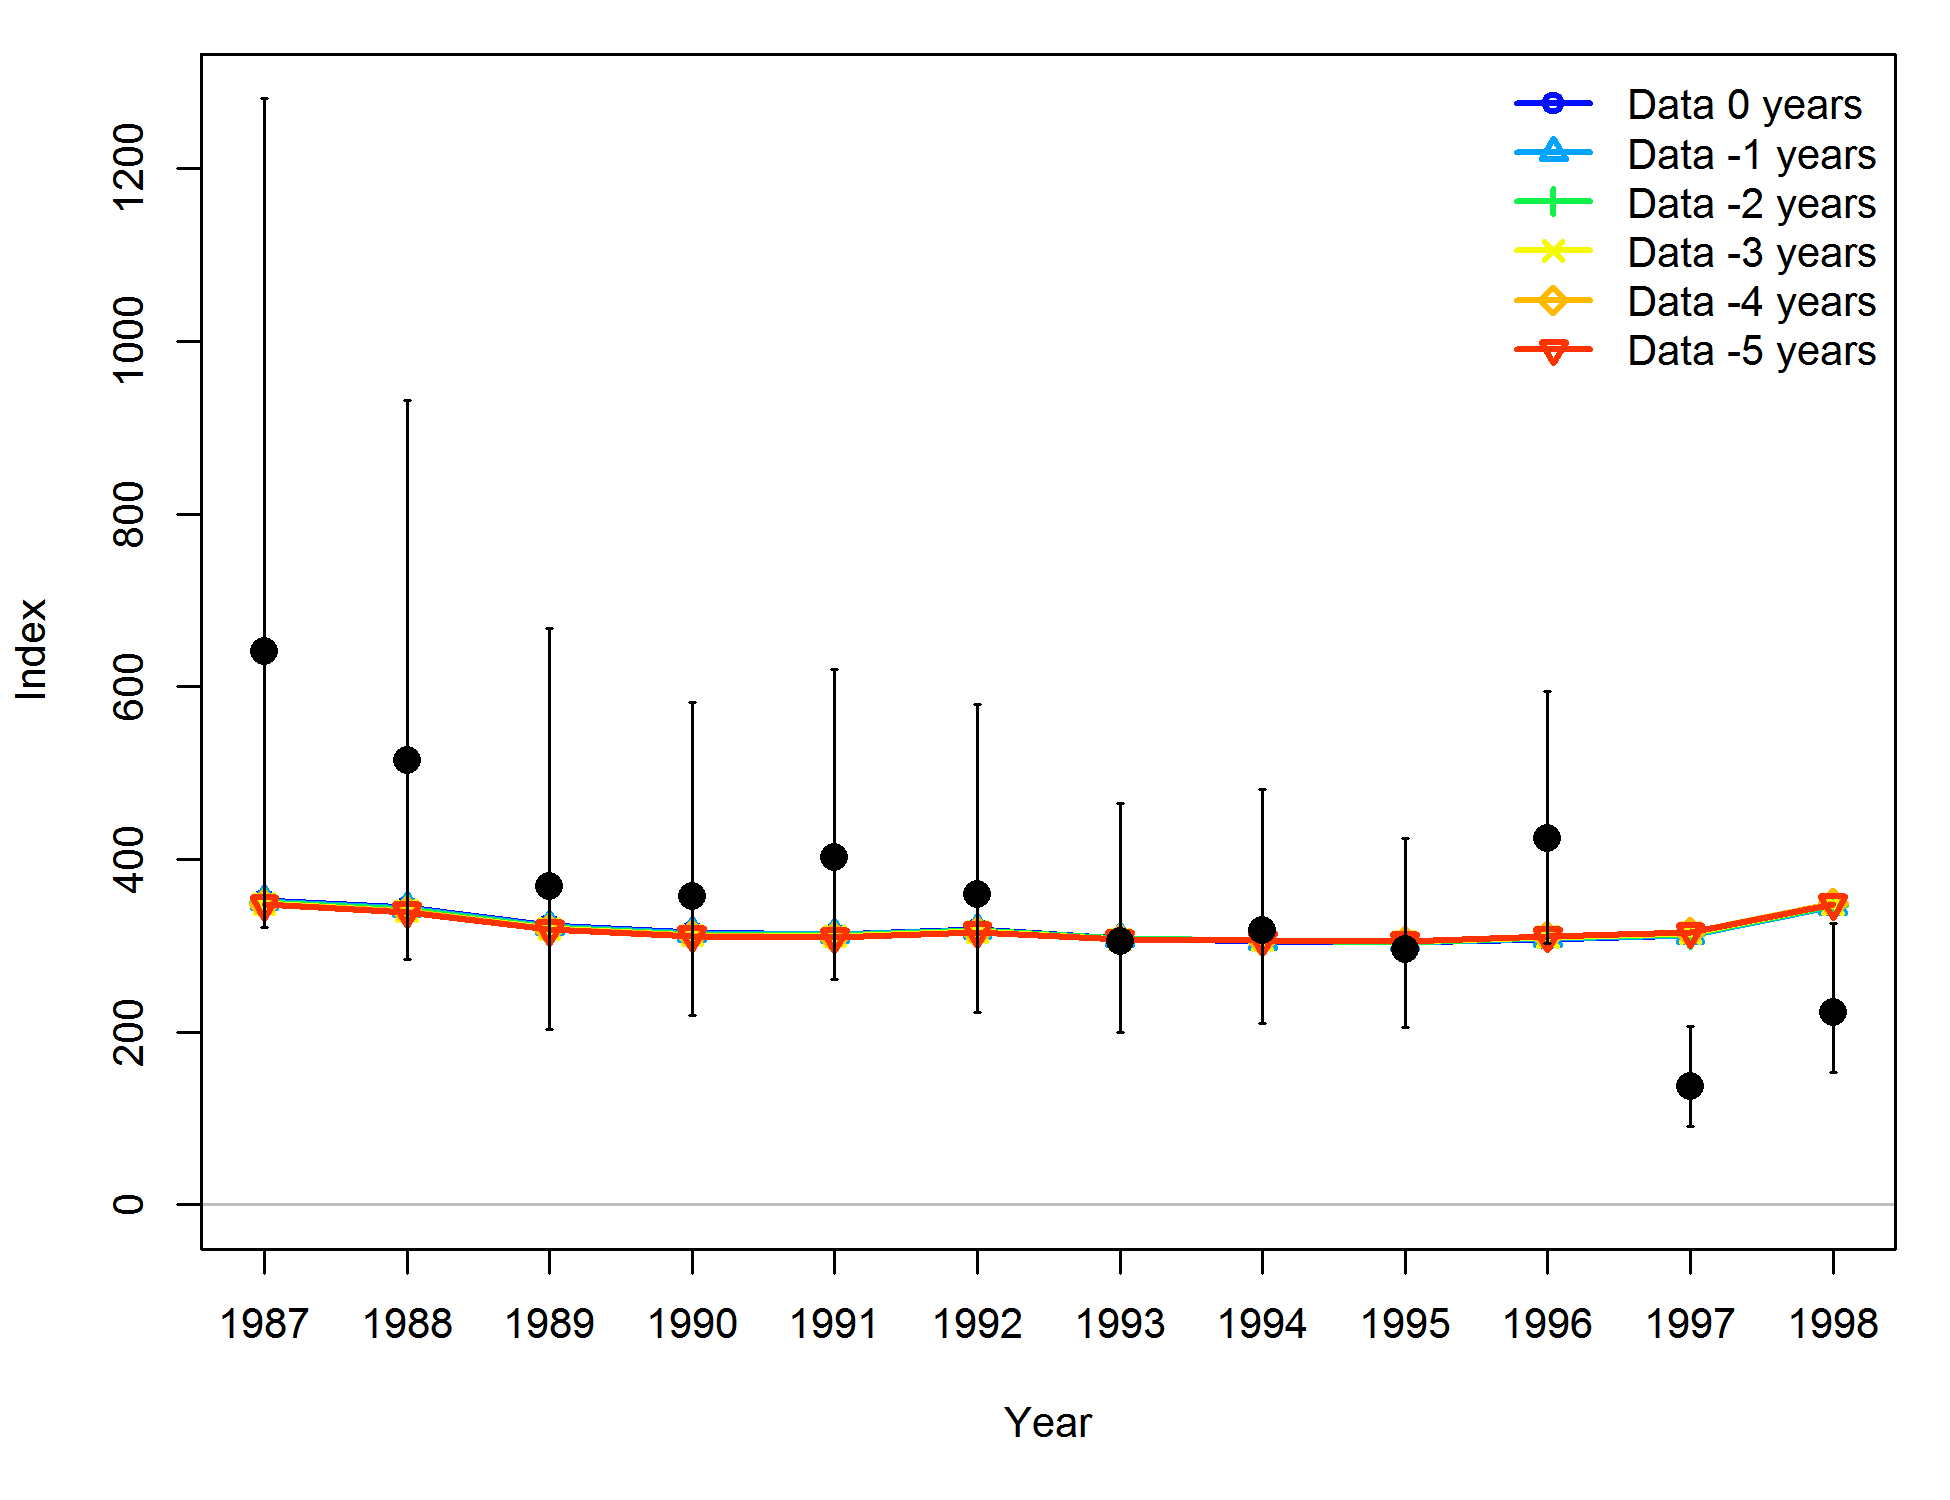 Data 0 years
Data -1 years
Data -2 years
Data -3 years
Data -4 years
Data -5 years
1200
1000
800
600
400
200
0
Index
1987 1988 1989 1990 1991 1992 1993 1994 1995 1996 1997 1998
Year